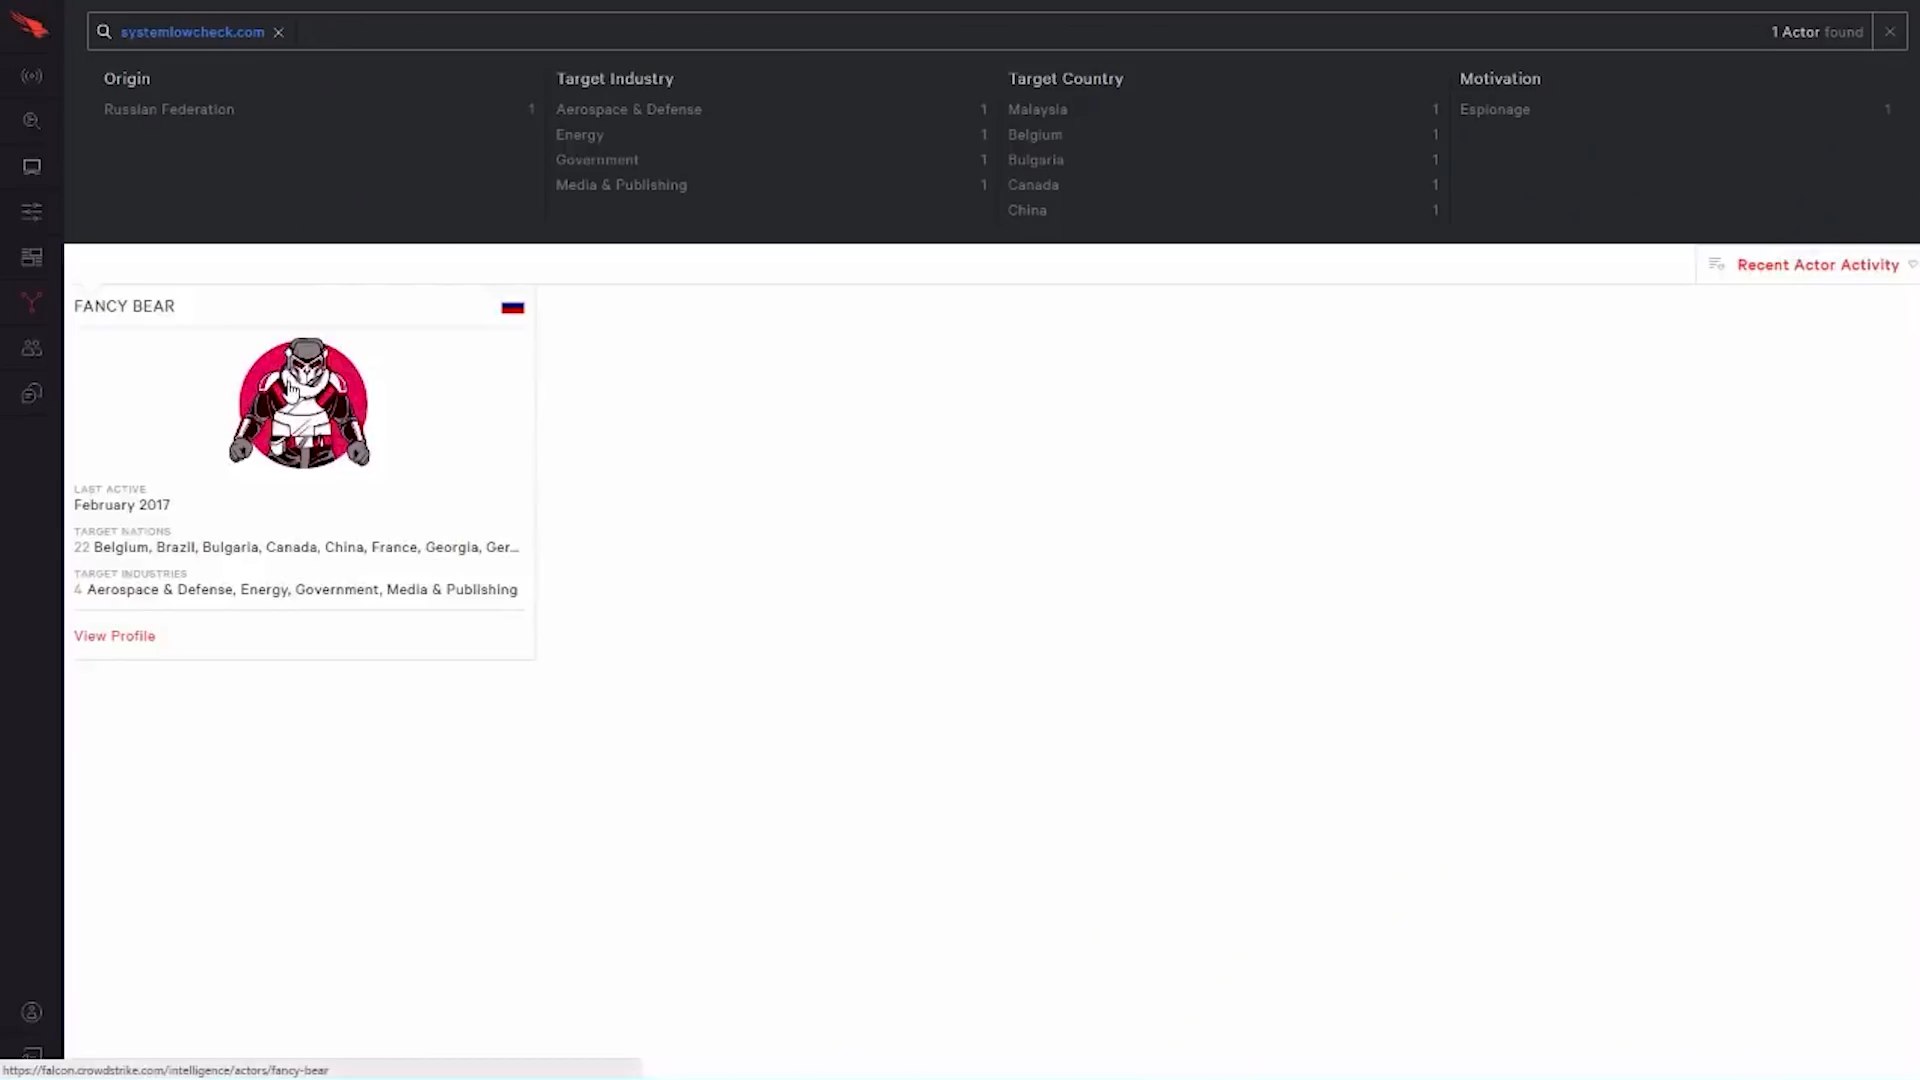 systemlowcheck.com
1 Actor found
Origin
Russian Federation 1
Target Industry
Aerospace & Defense 1
Energy 1
Government 1
Media & Publishing 1
Target Country
Malaysia 1
Belgium 1
Bulgaria 1
Canada 1
China 1
Motivation
Espionage 1
Recent Actor Activity
FANCY BEAR
LAST ACTIVE
February 2017
TARGET NATIONS
22 Belgium, Brazil, Bulgaria, Canada, China, France, Georgia, Ger...
TARGET INDUSTRIES
4 Aerospace & Defense, Energy, Government, Media & Publishing
View Profile
https://falcon.crowdstrike.com/intelligence/actors/fancy-bear